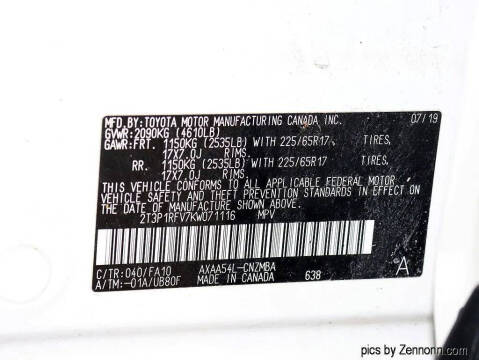 MFD.BY:TOYOTA MOTOR MANUFACTURING CANADA INC. 07/19
GVWR:2090KG (4610LB)
GAWR:FRT. 1150KG (2535LB) WITH 225/65R17 TIRES,
17X7.0J RIMS.
RR. 1150KG (2535LB) WITH 225/65R17 TIRES,
17X7.0J RIMS.
THIS VEHICLE CONFORMS TO ALL APPLICABLE FEDERAL MOTOR
VEHICLE SAFETY AND THEFT PREVENTION STANDARDS IN EFFECT
ON THE DATE OF MANUFACTURE SHOWN ABOVE.
2T3P1RFV7KW071116 MPV
C/TR:040/FA10 AXAA54L-CNZMBA A
A/TM:-01A/UB80F MADE IN CANADA 638
pics by Zennonn.com